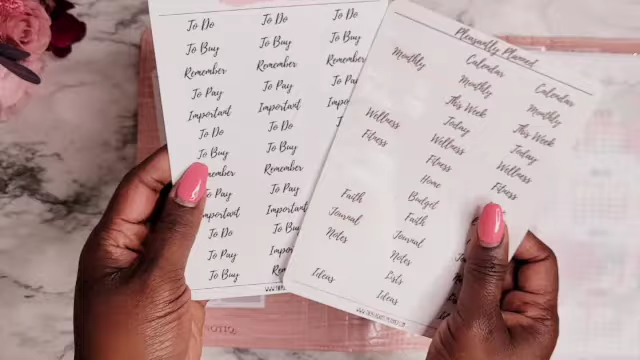 To Do To Do To Do
To Buy To Buy To Buy
Remember Remember Remember
To Pay To Pay To Pay
Important Important
To Do To Do
To Buy To Buy
Remember
To Pay To Pay
Important Important
To Do To Buy
To Pay
To Buy
Pleasantly Planned
Monthly Calendar Calendar
Monthly Monthly
This Week This Week
Wellness Today Today
Fitness Wellness Wellness
Fitness Fitness
Home
Faith Budget
Journal Faith
Notes Journal
Notes
Ideas Lists
Ideas